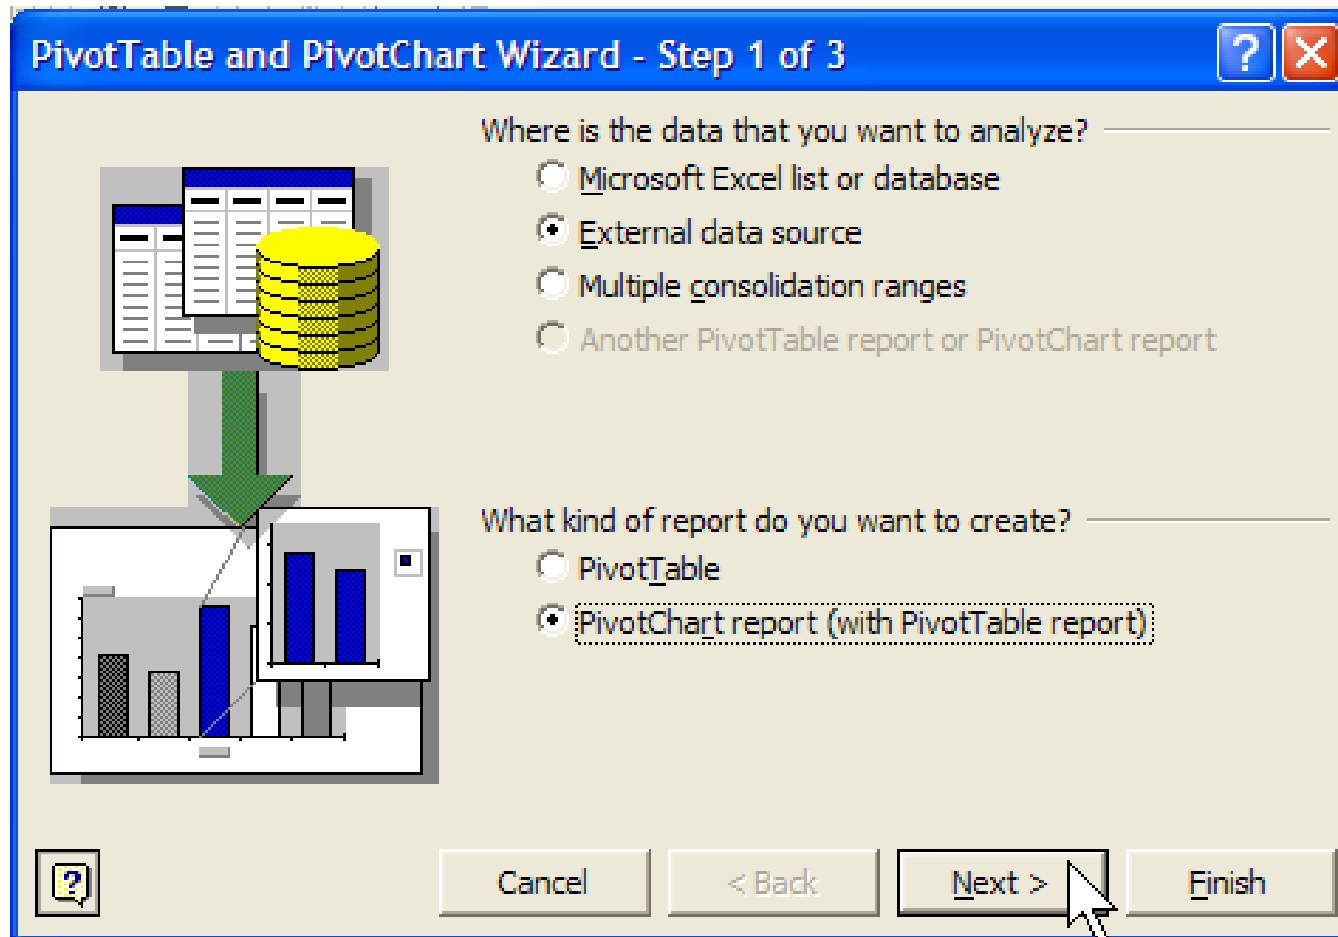 PivotTable and PivotChart Wizard - Step 1 of 3
Where is the data that you want to analyze?
Microsoft Excel list or database
External data source
Multiple consolidation ranges
Another PivotTable report or PivotChart report
What kind of report do you want to create?
PivotTable
PivotChart report (with PivotTable report)
Cancel
< Back
Next >
Finish